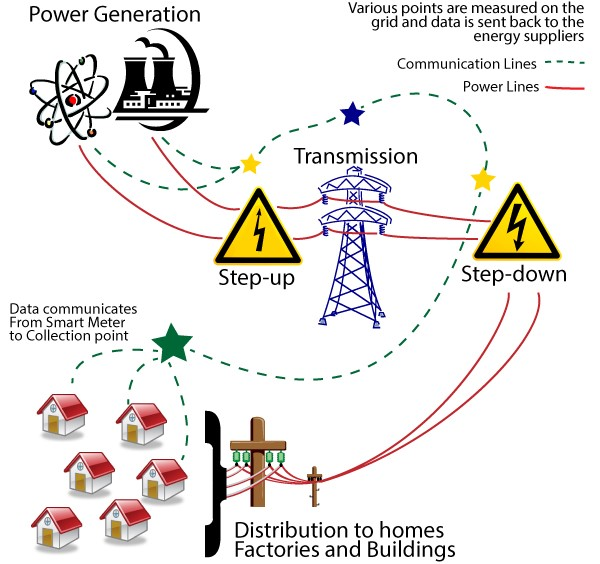 Power Generation
Various points are measured on the
grid and data is sent back to the
energy suppliers
Communication Lines
Power Lines
Transmission
Step-up
Step-down
Data communicates
From Smart Meter
to Collection point
Distribution to homes
Factories and Buildings